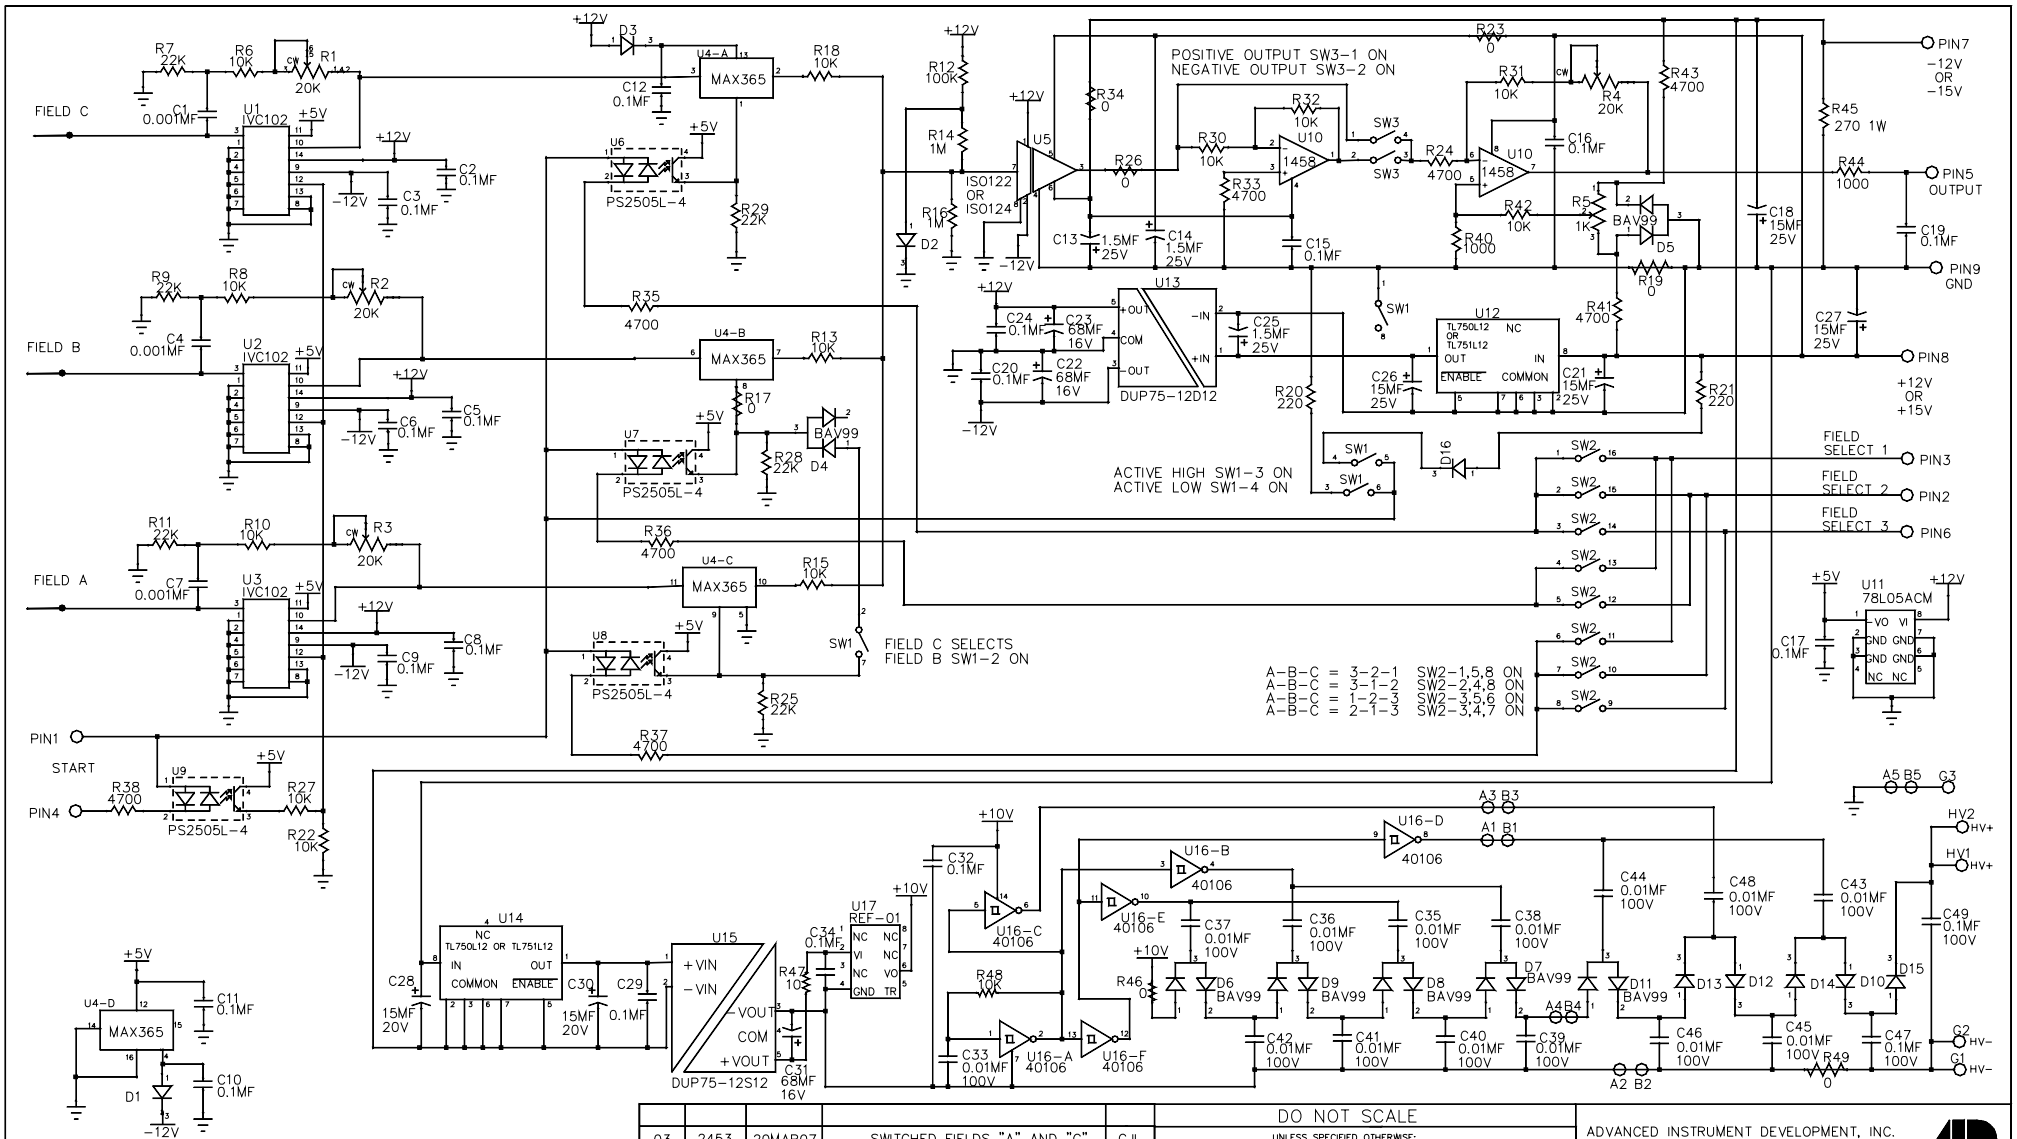 +12V
D3
1
3
U4-A
13
3
MAX365
2
R18
10K
1
C12
0.1MF
R7
22K
R6
10K
CW
R1
20K
FIELD C
C1
0.001MF
U1
IVC102
+5V
+12V
C2
0.1MF
C3
0.1MF
-12V
U6
+5V
PS2505L-4
R29
22K
+12V
R12
100K
R14
1M
R16
1M
D2
+12V
U5
ISO122
OR
ISO124
-12V
R34
0
R26
0
C13
1.5MF
25V
C14
1.5MF
25V
R23
0
POSITIVE OUTPUT SW3-1 ON
NEGATIVE OUTPUT SW3-2 ON
R32
10K
R30
10K
U10
1458
R33
4700
C15
0.1MF
SW3
SW3
R24
4700
R31
10K
CW
R4
20K
R43
4700
U10
1458
C16
0.1MF
R42
10K
R40
1000
R5
1K
BAV99
D5
R19
0
C18
15MF
25V
R45
270 1W
R44
1000
C19
0.1MF
PIN7
-12V
OR
-15V
PIN5
OUTPUT
PIN9
GND
R9
22K
R8
10K
CW
R2
20K
FIELD B
C4
0.001MF
U2
IVC102
+5V
+12V
C5
0.1MF
C6
0.1MF
-12V
R35
4700
U4-B
MAX365
R13
10K
R17
0
+5V
U7
PS2505L-4
R28
22K
BAV99
D4
+12V
C24
0.1MF
C23
68MF
16V
C20
0.1MF
C22
68MF
16V
-12V
U13
+OUT
COM
-OUT
-IN
+IN
DUP75-12D12
C25
1.5MF
25V
SW1
R20
220
U12
TL750L12
OR
TL751L12
NC
OUT
IN
ENABLE
COMMON
C26
15MF
25V
C21
15MF
25V
R41
4700
R21
220
C27
15MF
25V
PIN8
+12V
OR
+15V
ACTIVE HIGH SW1-3 ON
ACTIVE LOW SW1-4 ON
SW1
SW1
D16
SW2
SW2
SW2
SW2
SW2
SW2
SW2
SW2
FIELD
SELECT 1
PIN3
FIELD
SELECT 2
PIN2
FIELD
SELECT 3
PIN6
R11
22K
R10
10K
CW
R3
20K
FIELD A
C7
0.001MF
U3
IVC102
+5V
+12V
C8
0.1MF
C9
0.1MF
-12V
R36
4700
U4-C
MAX365
R15
10K
U8
+5V
PS2505L-4
R25
22K
SW1
FIELD C SELECTS
FIELD B SW1-2 ON
A-B-C = 3-2-1 SW2-1,5,8 ON
A-B-C = 3-1-2 SW2-2,4,8 ON
A-B-C = 1-2-3 SW2-3,5,6 ON
A-B-C = 2-1-3 SW2-3,4,7 ON
+5V
U11
78L05ACM
+12V
-VO VI
GND GND
GND GND
NC NC
C17
0.1MF
R37
4700
PIN1
START
PIN4
R38
4700
U9
+5V
PS2505L-4
R27
10K
R22
10K
A5 B5
G3
HV2
HV+
HV1
HV+
G2
HV-
G1
HV-
+5V
U4-D
MAX365
C11
0.1MF
C10
0.1MF
D1
-12V
U14
NC
TL750L12 OR TL751L12
IN
OUT
COMMON
ENABLE
C28
15MF
20V
C30
15MF
20V
C29
0.1MF
U15
+VIN
-VIN
-VOUT
COM
+VOUT
DUP75-12S12
R47
10
C34
0.1MF
C31
68MF
16V
U17
REF-01
NC NC
VI NC
NC VO
GND TR
+10V
C32
0.1MF
+10V
U16-C
40106
U16-E
40106
U16-B
40106
U16-D
40106
R48
10K
C33
0.01MF
100V
U16-A
40106
U16-F
40106
+10V
R46
0
A3 B3
A1 B1
C37
0.01MF
100V
C36
0.01MF
100V
C35
0.01MF
100V
C38
0.01MF
100V
C44
0.01MF
100V
C48
0.01MF
100V
C43
0.01MF
100V
C49
0.1MF
100V
D6
BAV99
D9
BAV99
D8
BAV99
D7
BAV99
D11
BAV99
D13
D12
D14
D10
D15
A4B4
C42
0.01MF
100V
C41
0.01MF
100V
C40
0.01MF
100V
C39
0.01MF
100V
C46
0.01MF
100V
C45
0.01MF
100V
C47
0.1MF
100V
R49
0
A2 B2
03 2453 20MAR07 SWITCHED FIELDS "A" AND "C" CJL
DO NOT SCALE
UNLESS SPECIFIED OTHERWISE:
ADVANCED INSTRUMENT DEVELOPMENT, INC.